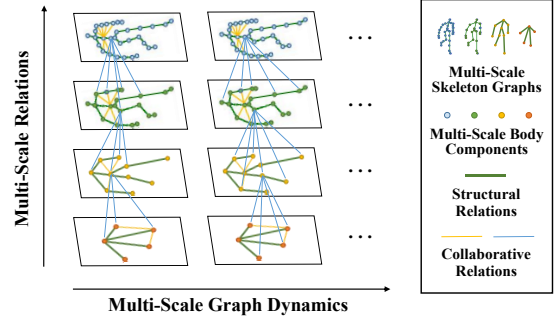 Multi-Scale Relations
Multi-Scale Graph Dynamics
Multi-Scale
Skeleton Graphs
Multi-Scale Body
Components
Structural
Relations
Collaborative
Relations